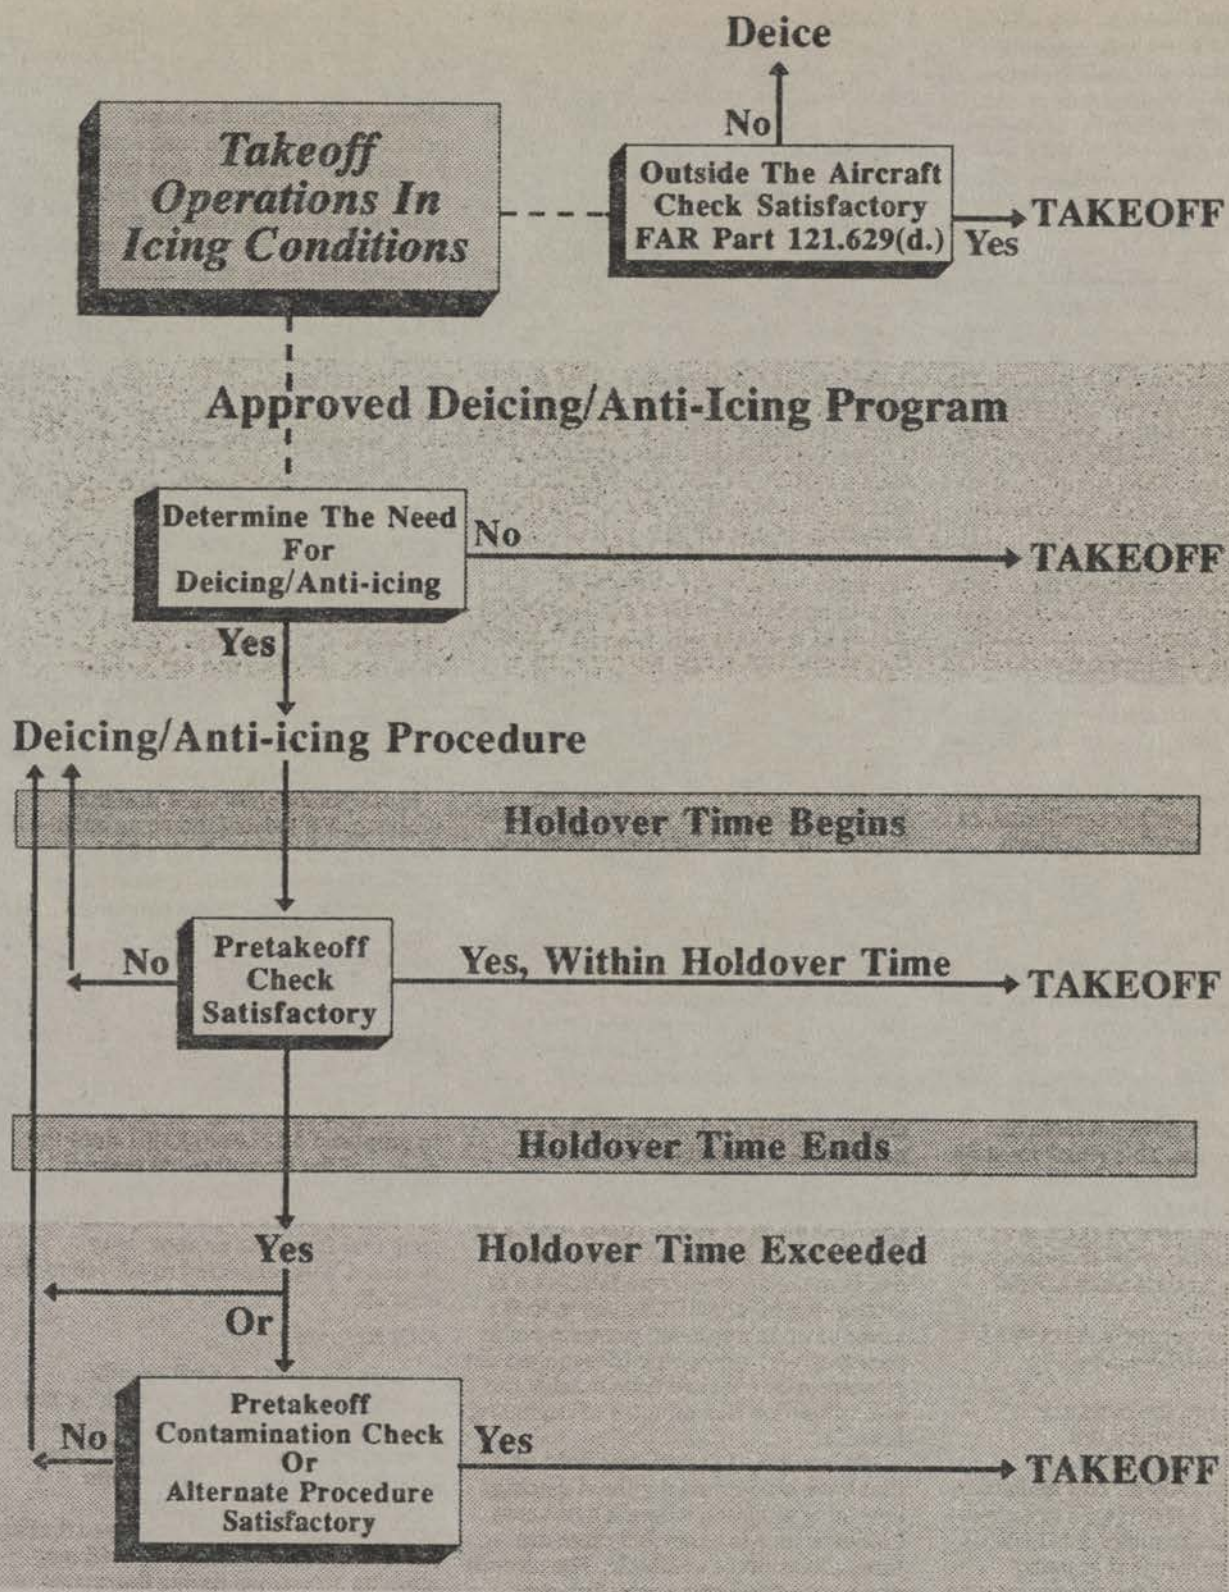 Deice
No
Takeoff
Operations In
Icing Conditions
Outside The Aircraft
Check Satisfactory
FAR Part 121.629(d.)
Yes
TAKEOFF
Approved Deicing/Anti-Icing Program
Determine The Need
For
Deicing/Anti-icing
No
TAKEOFF
Yes
Deicing/Anti-icing Procedure
Holdover Time Begins
No
Pretakeoff
Check
Satisfactory
Yes, Within Holdover Time
TAKEOFF
Holdover Time Ends
Yes
Holdover Time Exceeded
Or
No
Pretakeoff
Contamination Check
Or
Alternate Procedure
Satisfactory
Yes
TAKEOFF